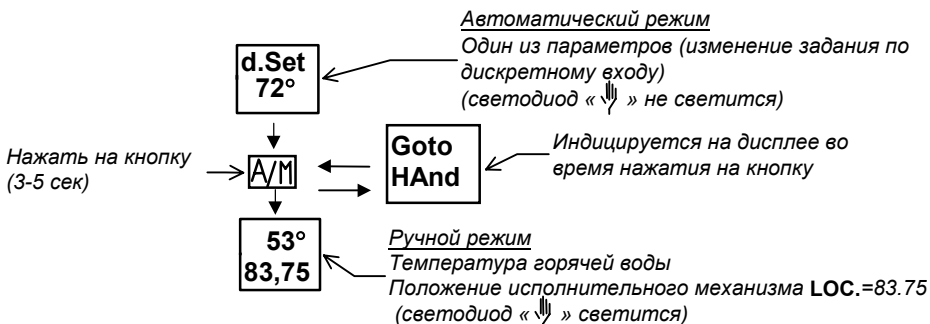 Автоматический режим
Один из параметров (изменение задания по
дискретному входу)
(светодиод « » не светится)
d.Set
72°
Нажать на кнопку
(3-5 сек)
A/M
Goto
HAnd
Индицируется на дисплее во
время нажатия на кнопку
53°
83,75
Ручной режим
Температура горячей воды
Положение исполнительного механизма LOC.=83.75
(светодиод « » светится)